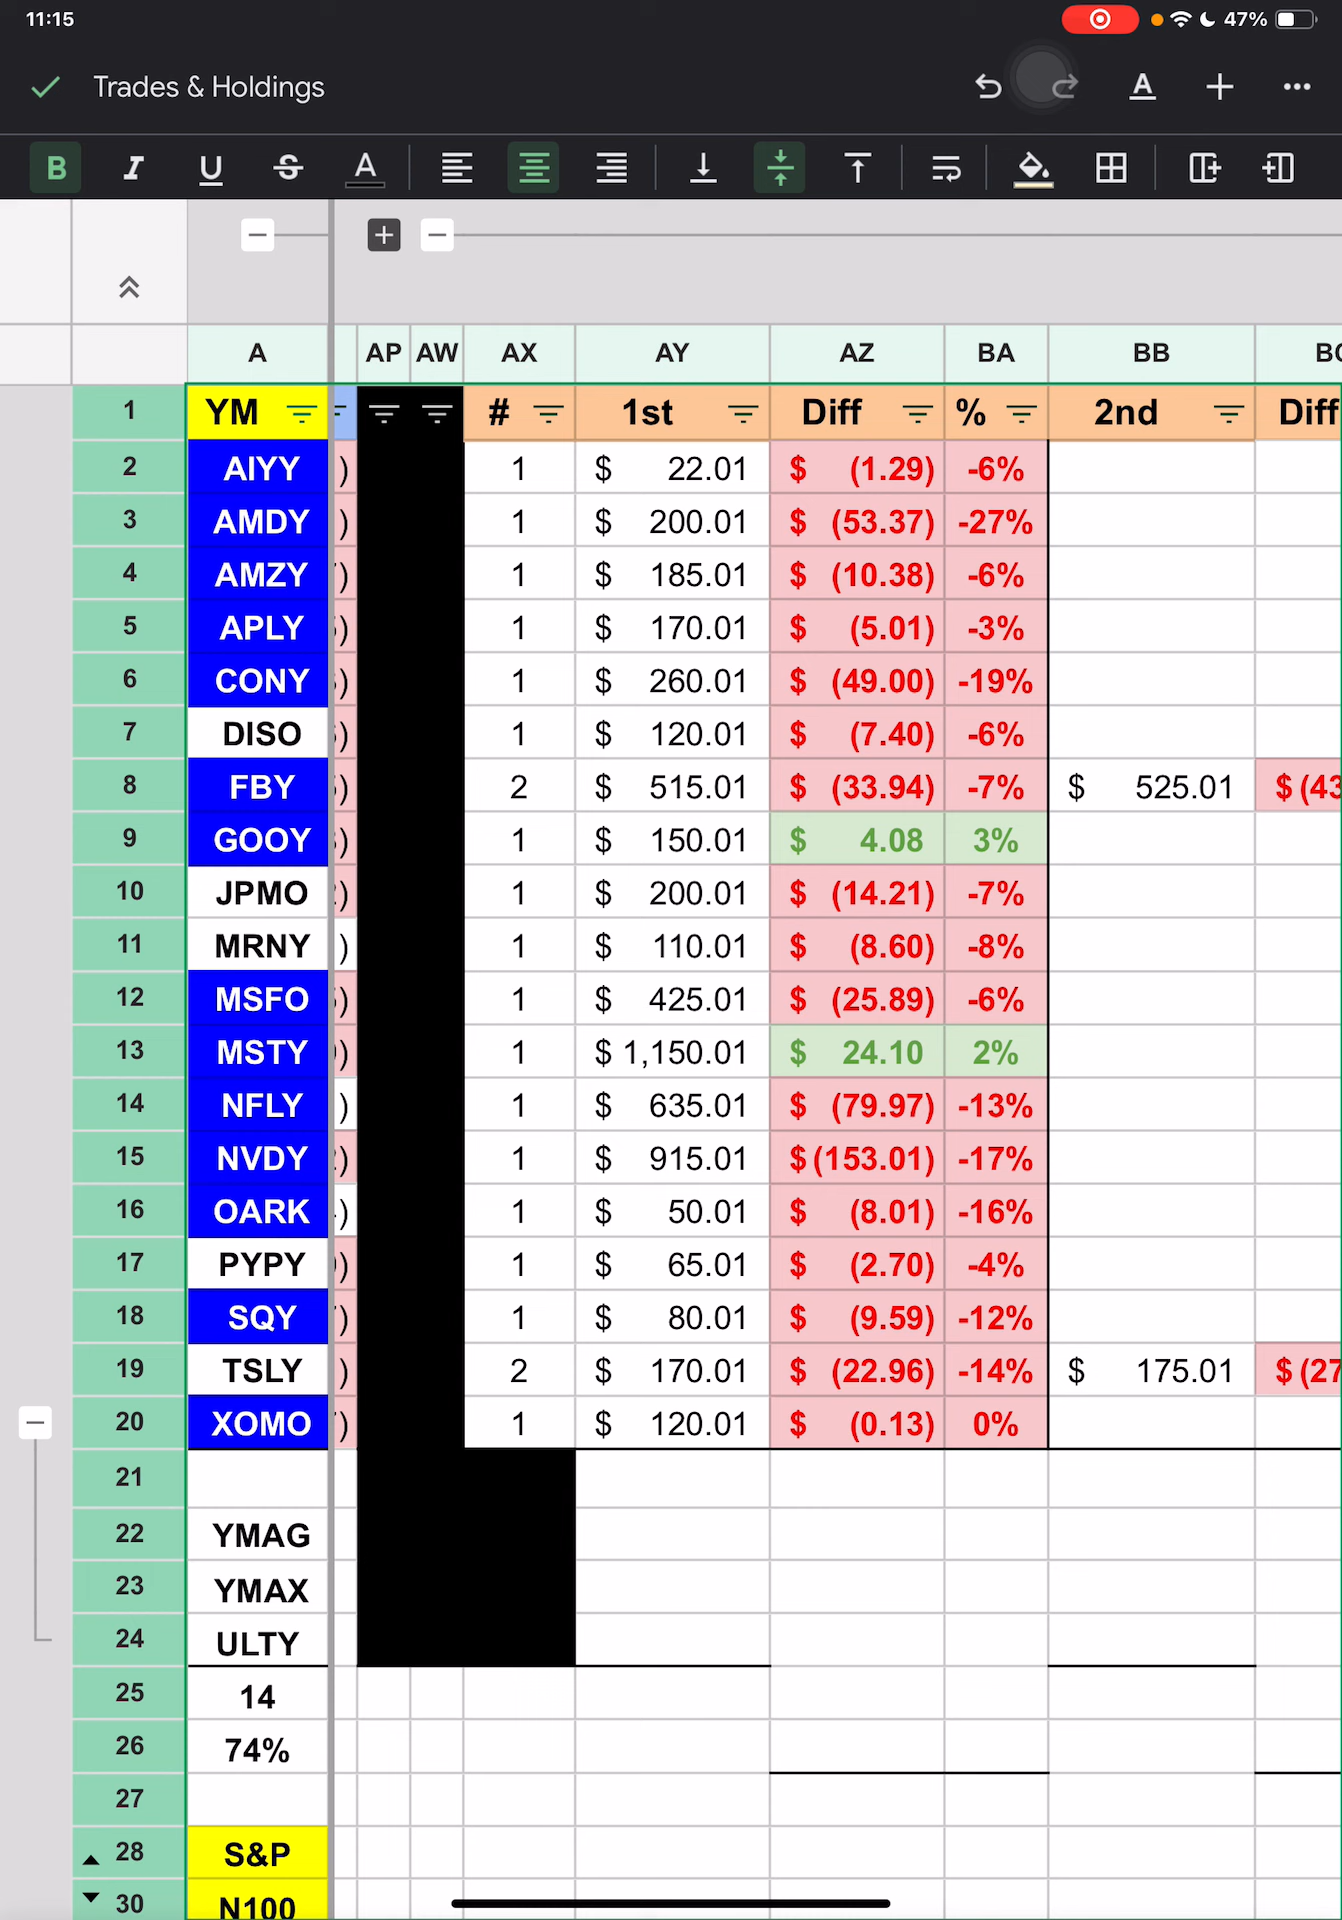 11:15 47%
Trades & Holdings A
B I U S A
A AP AW AX AY AZ BA BB
1 YM # 1st Diff % 2nd Diff
2 AIYY ) 1 $ 22.01 $ (1.29) -6%
3 AMDY ) 1 $ 200.01 $ (53.37) -27%
4 AMZY ) 1 $ 185.01 $ (10.38) -6%
5 APLY ) 1 $ 170.01 $ (5.01) -3%
6 CONY ) 1 $ 260.01 $ (49.00) -19%
7 DISO ) 1 $ 120.01 $ (7.40) -6%
8 FBY ) 2 $ 515.01 $ (33.94) -7% $ 525.01 $ (43
9 GOOY ) 1 $ 150.01 $ 4.08 3%
10 JPMO ) 1 $ 200.01 $ (14.21) -7%
11 MRNY ) 1 $ 110.01 $ (8.60) -8%
12 MSFO ) 1 $ 425.01 $ (25.89) -6%
13 MSTY ) 1 $ 1,150.01 $ 24.10 2%
14 NFLY ) 1 $ 635.01 $ (79.97) -13%
15 NVDY ) 1 $ 915.01 $ (153.01) -17%
16 OARK ) 1 $ 50.01 $ (8.01) -16%
17 PYPY ) 1 $ 65.01 $ (2.70) -4%
18 SQY ) 1 $ 80.01 $ (9.59) -12%
19 TSLY ) 2 $ 170.01 $ (22.96) -14% $ 175.01 $ (27
20 XOMO ) 1 $ 120.01 $ (0.13) 0%
21
22 YMAG
23 YMAX
24 ULTY
25 14
26 74%
27
28 S&P
30 N100